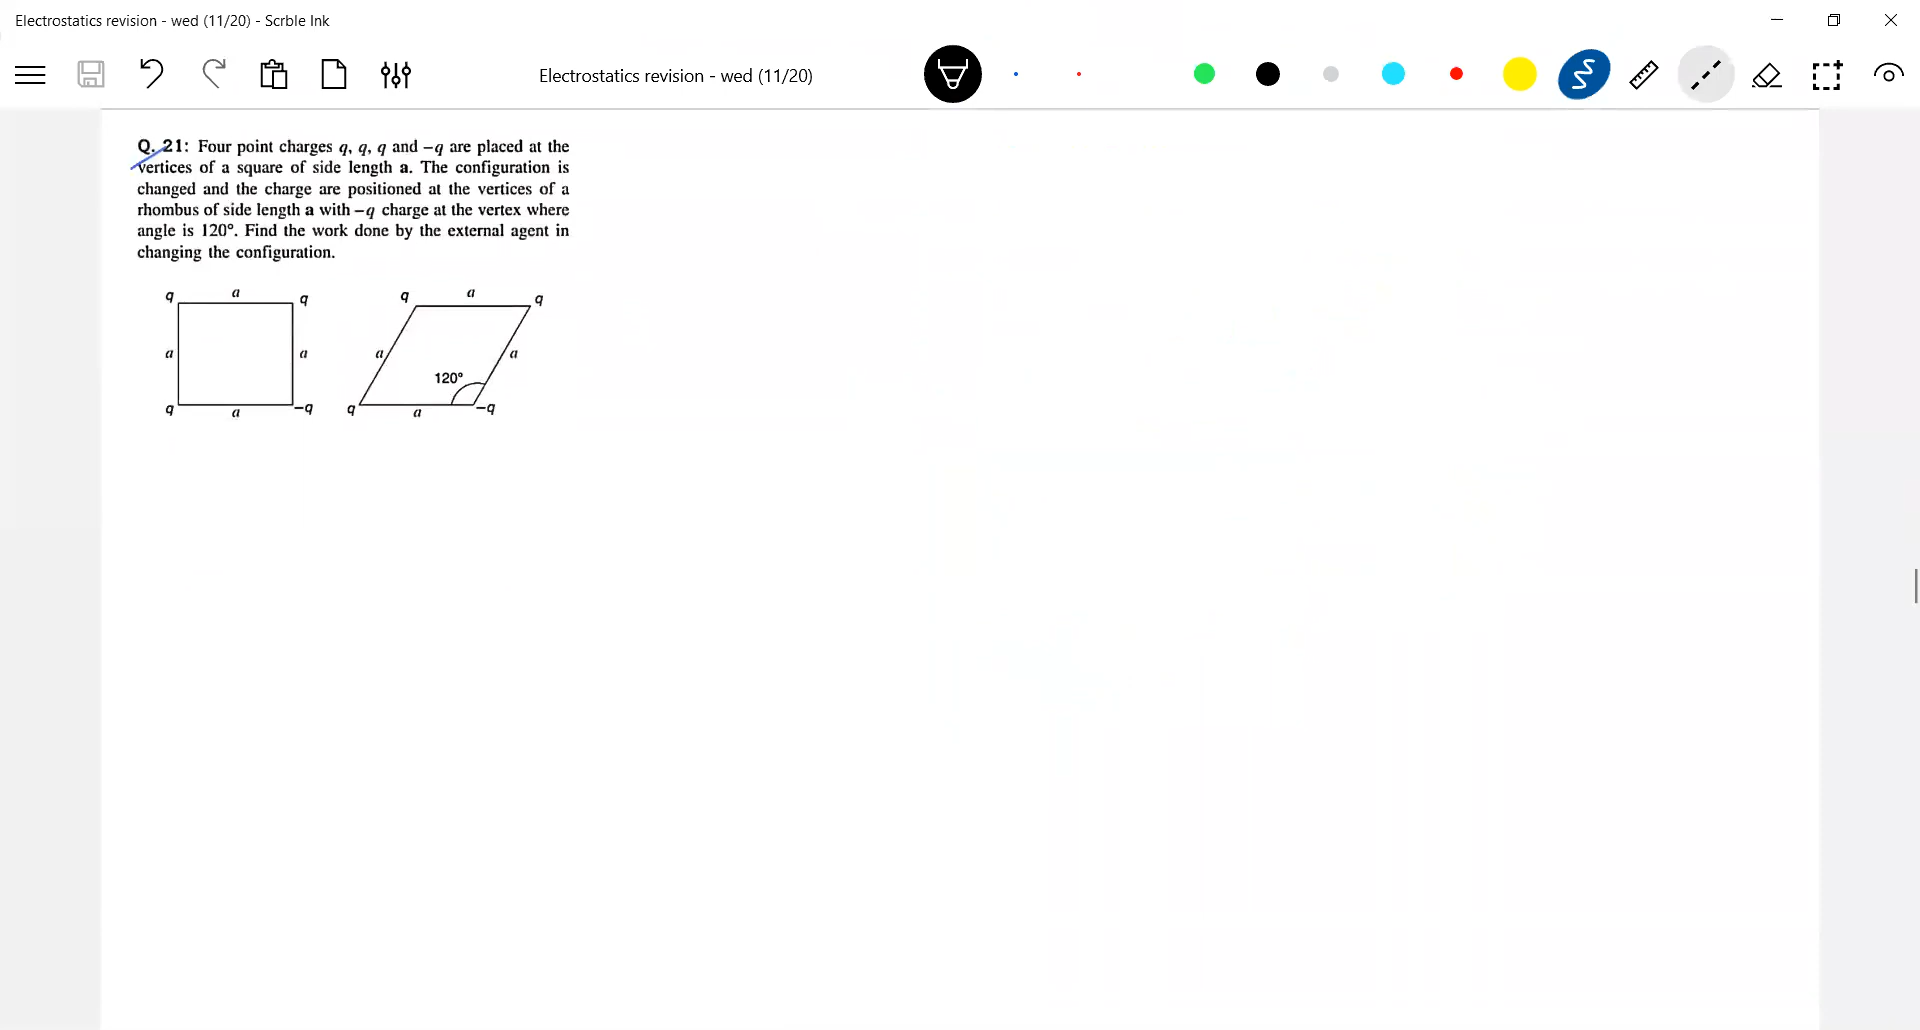 Electrostatics revision - wed (11/20) - Scrble Ink
Electrostatics revision - wed (11/20)
Q. 21: Four point charges q, q, q and –q are placed at the
vertices of a square of side length a. The configuration is
changed and the charge are positioned at the vertices of a
rhombus of side length a with –q charge at the vertex where
angle is 120°. Find the work done by the external agent in
changing the configuration.
q a q q a q
a a a a
120°
q a –q q a –q